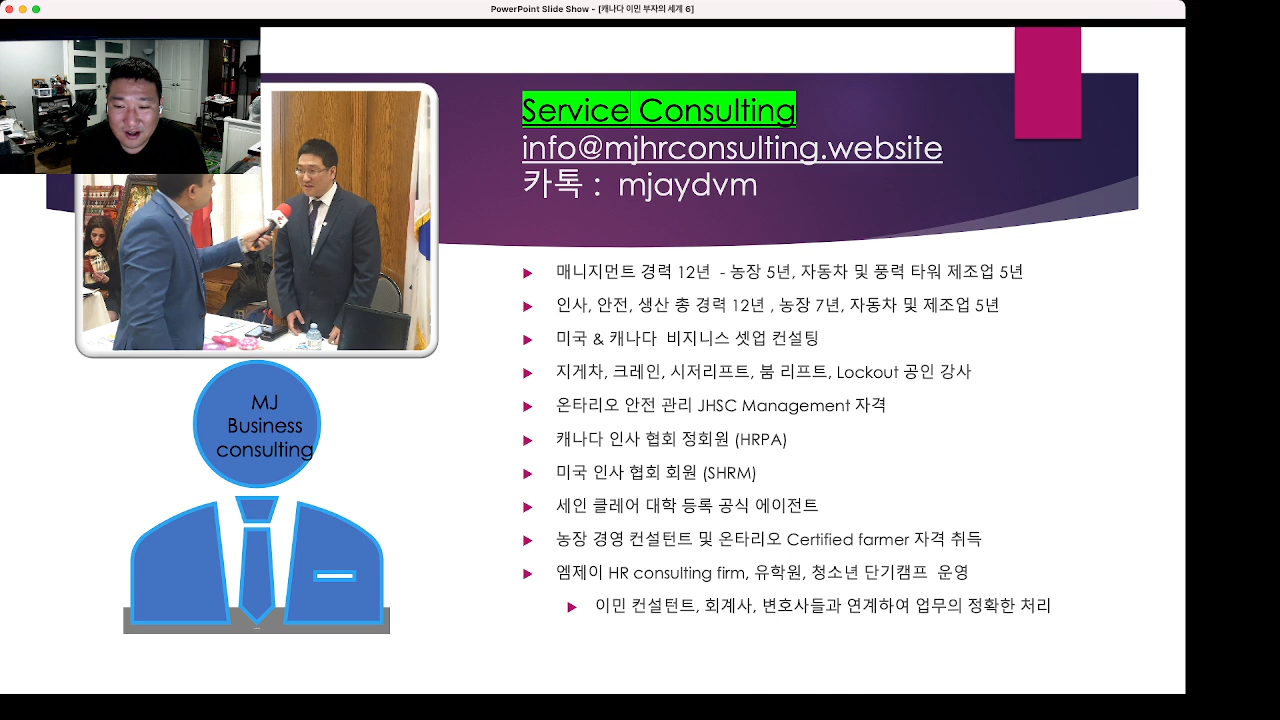 PowerPoint Slide Show - [캐나다 이민 부자의 세계 6]
Service Consulting
info@mjhrconsulting.website
카톡 : mjaydvm
매니지먼트 경력 12년 - 농장 5년, 자동차 및 풍력 타워 제조업 5년
인사, 안전, 생산 총 경력 12년 , 농장 7년, 자동차 및 제조업 5년
미국 & 캐나다 비지니스 셋업 컨설팅
지게차, 크레인, 시저리프트, 붐 리프트, Lockout 공인 강사
온타리오 안전 관리 JHSC Management 자격
캐나다 인사 협회 정회원 (HRPA)
미국 인사 협회 회원 (SHRM)
세인 클레어 대학 등록 공식 에이전트
농장 경영 컨설턴트 및 온타리오 Certified farmer 자격 취득
엠제이 HR consulting firm, 유학원, 청소년 단기캠프 운영
이민 컨설턴트, 회계사, 변호사들과 연계하여 업무의 정확한 처리
MJ
Business
consulting